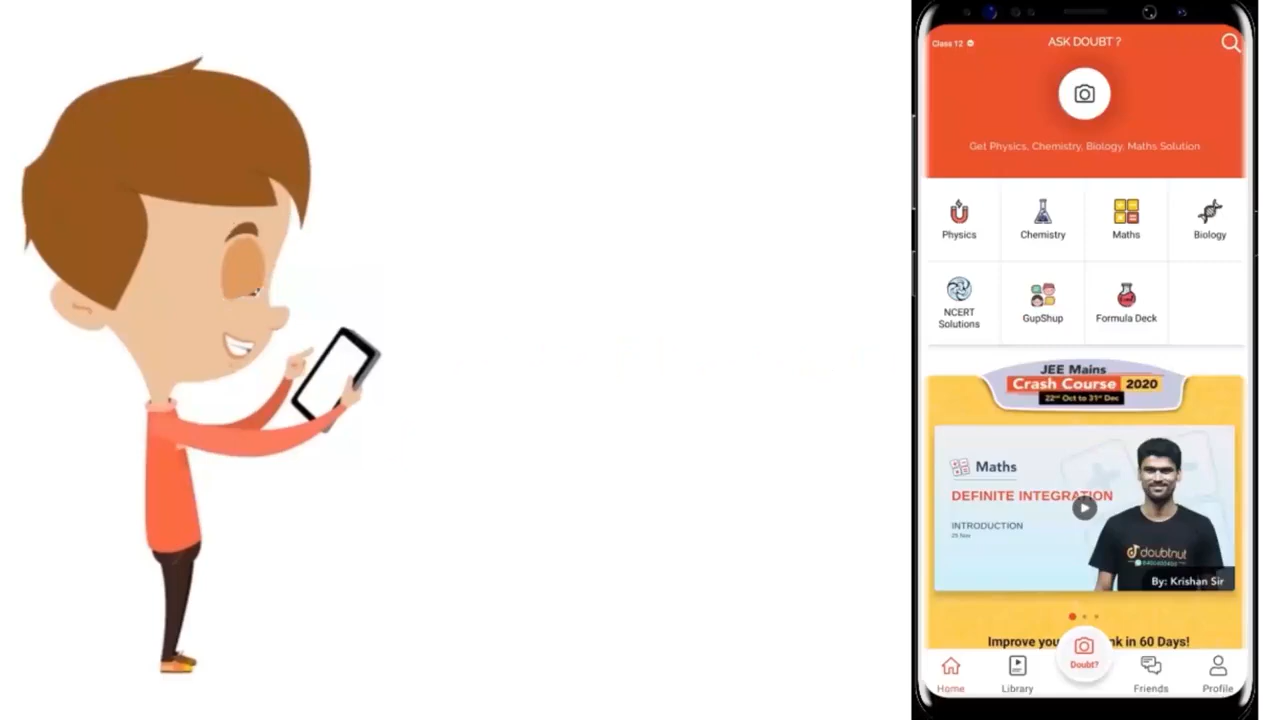 Class 12
ASK DOUBT ?
Get Physics, Chemistry, Biology, Maths Solution
Physics
Chemistry
Maths
Biology
NCERT
Solutions
GupShup
Formula Deck
JEE Mains
Crash Course 2020
22nd Oct to 31st Dec
Maths
DEFINITE INTEGRATION
INTRODUCTION
doubtnut
By: Krishan Sir
Improve you nk in 60 Days!
Doubt?
Home
Library
Friends
Profile